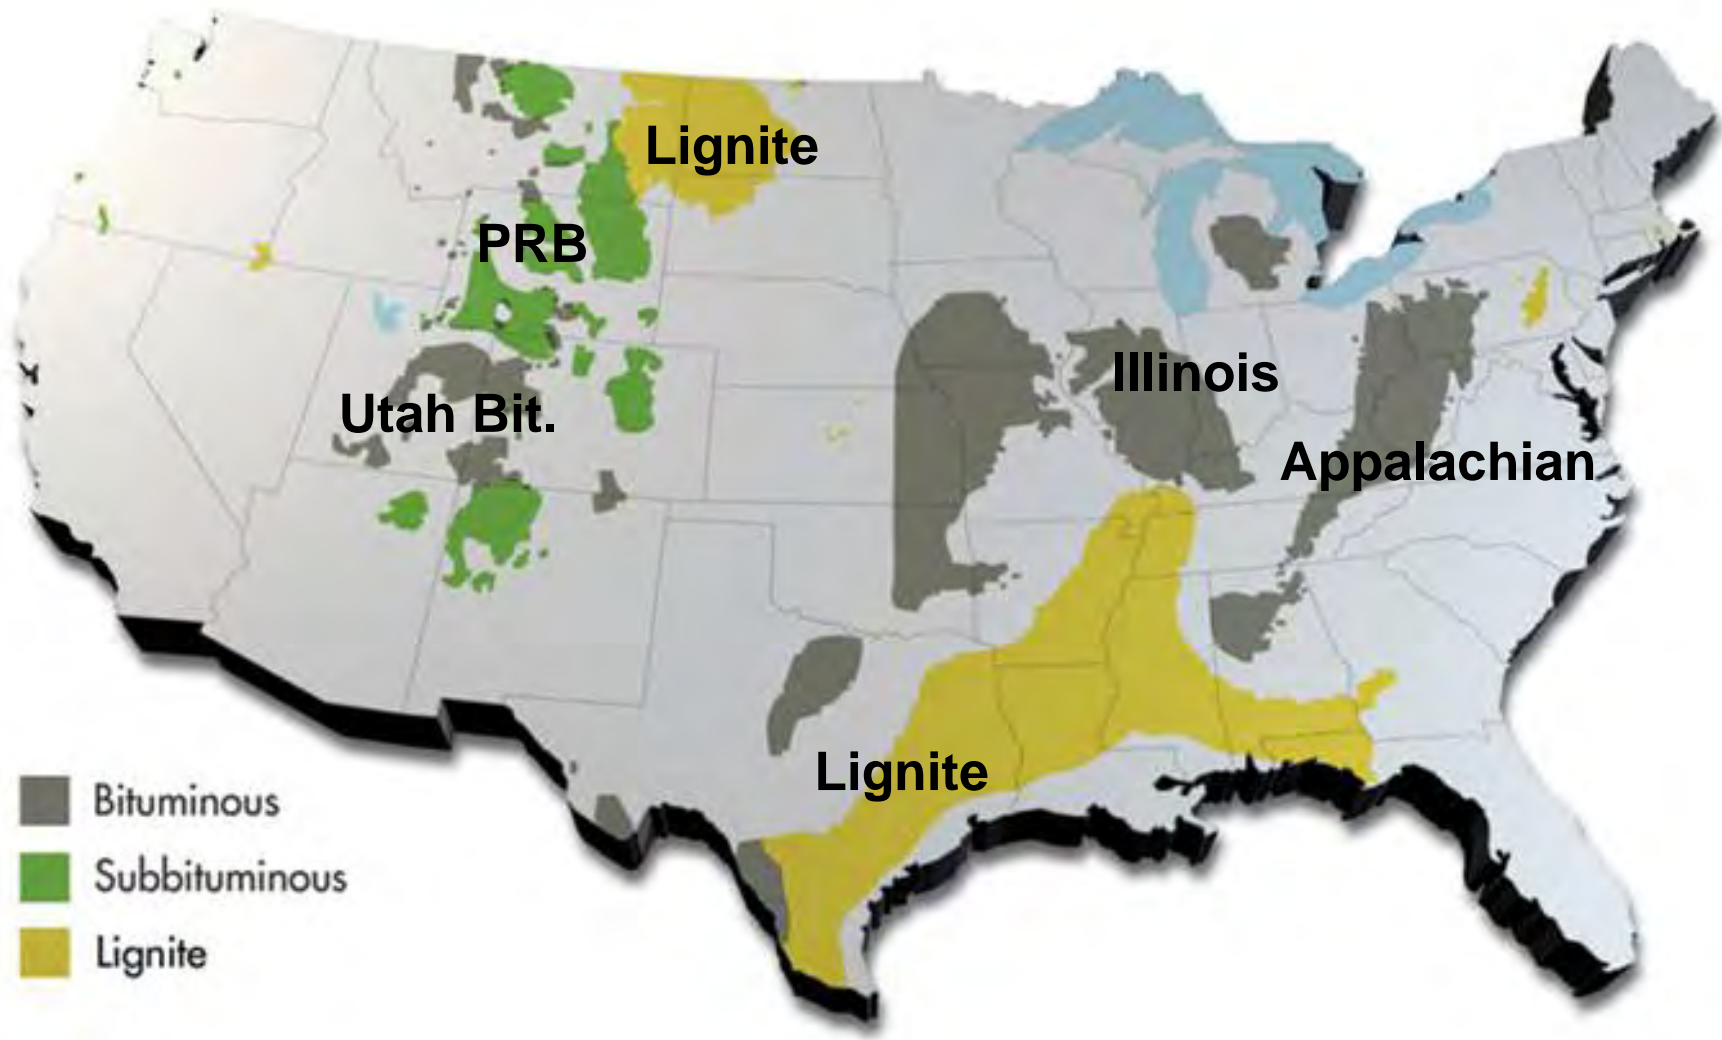 Lignite
PRB
Illinois
Utah Bit.
Appalachian
Lignite
Bituminous
Subbituminous
Lignite